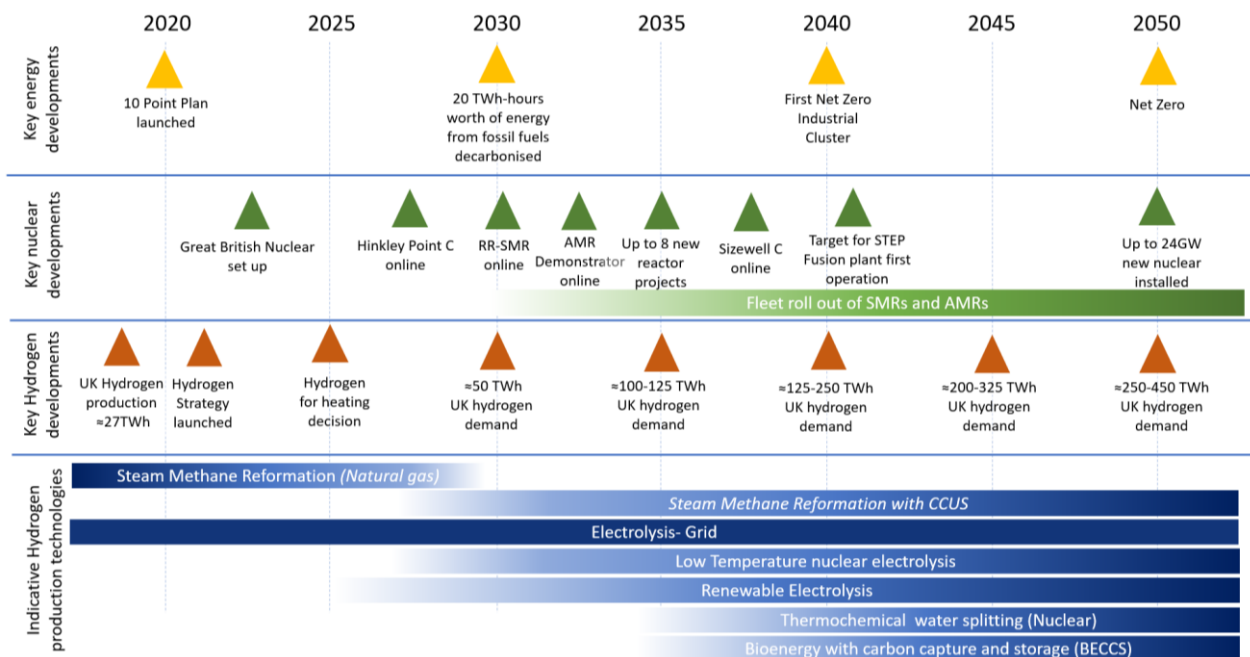 2020 2025 2030 2035 2040 2045 2050
Key energy
developments
10 Point Plan
launched
20 TWh-hours
worth of energy
from fossil fuels
decarbonised
First Net Zero
Industrial
Cluster
Net Zero
Key nuclear
developments
Great British Nuclear
set up
Hinkley Point C
online
RR-SMR
online
AMR
Demonstrator
online
Up to 8 new
reactor
projects
Sizewell C
online
Target for STEP
Fusion plant first
operation
Up to 24GW
new nuclear
installed
Fleet roll out of SMRs and AMRs
Key Hydrogen
developments
UK Hydrogen
production
≈27TWh
Hydrogen
Strategy
launched
Hydrogen
for heating
decision
≈50 TWh
UK hydrogen
demand
≈100-125 TWh
UK hydrogen
demand
≈125-250 TWh
UK hydrogen
demand
≈200-325 TWh
UK hydrogen
demand
≈250-450 TWh
UK hydrogen
demand
Indicative Hydrogen
production technologies
Steam Methane Reformation (Natural gas)
Steam Methane Reformation with CCUS
Electrolysis- Grid
Low Temperature nuclear electrolysis
Renewable Electrolysis
Thermochemical water splitting (Nuclear)
Bioenergy with carbon capture and storage (BECCS)